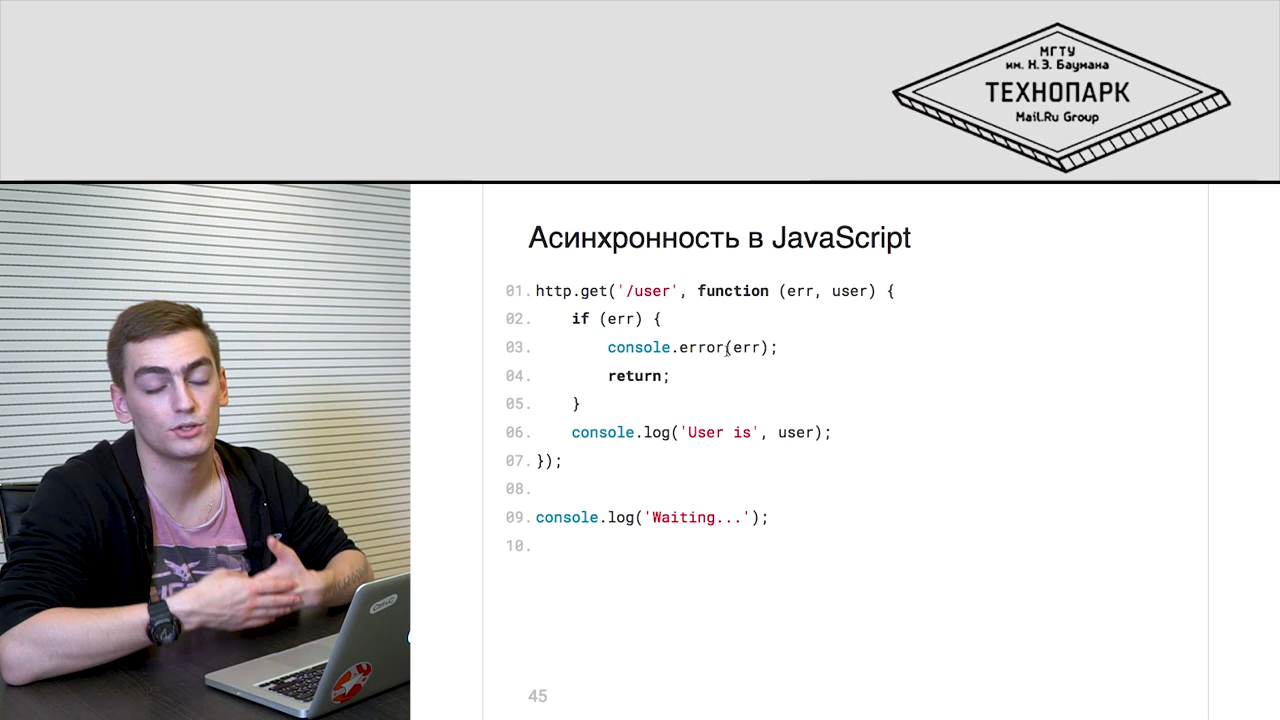 МГТУ
им. Н.Э. Баумана
ТЕХНОПАРК
Mail.Ru Group
Асинхронность в JavaScript
01. http.get('/user', function (err, user) {
02. if (err) {
03. console.error(err);
04. return;
05. }
06. console.log('User is', user);
07. });
08.
09. console.log('Waiting...');
10.
45